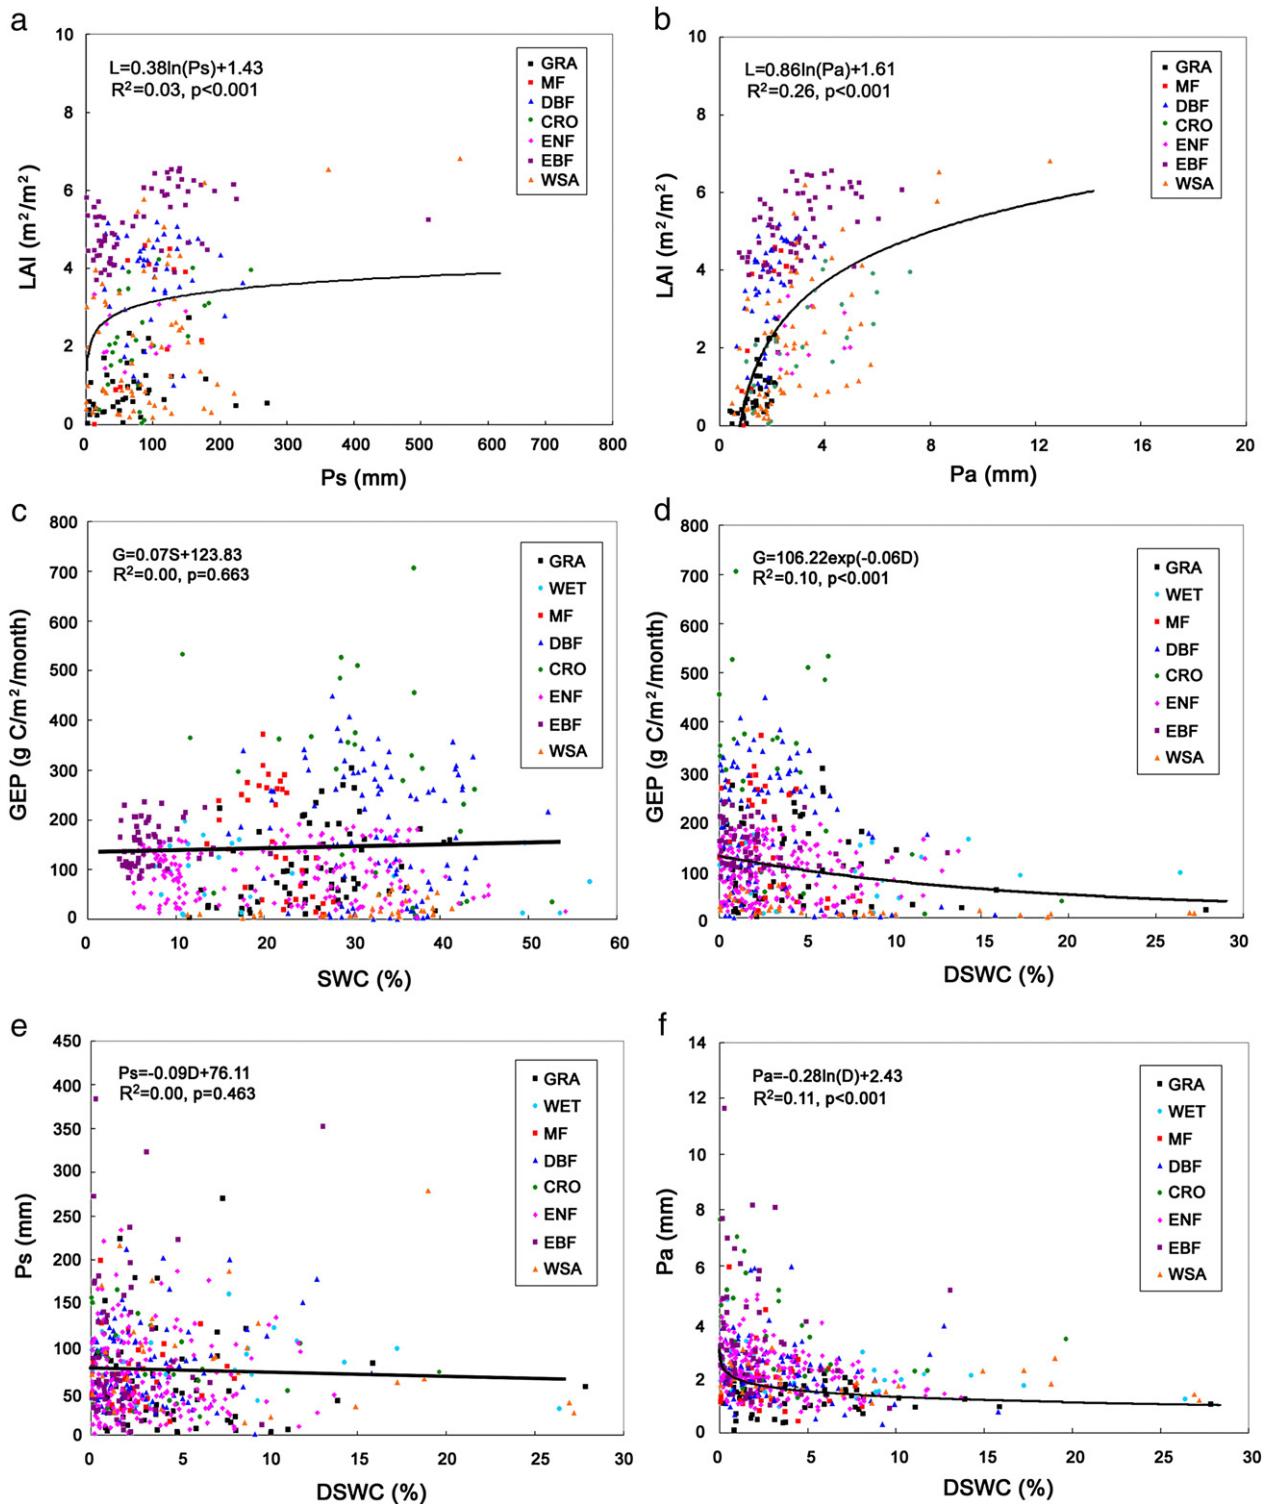 a
L=0.38ln(Ps)+1.43
R²=0.03, p<0.001
GRA
MF
DBF
CRO
ENF
EBF
WSA
10
8
6
4
2
0
LAI (m²/m²)
0 100 200 300 400 500 600 700 800
Ps (mm)
b
L=0.86ln(Pa)+1.61
R²=0.26, p<0.001
GRA
MF
DBF
CRO
ENF
EBF
WSA
10
8
6
4
2
0
LAI (m²/m²)
0 4 8 12 16 20
Pa (mm)
c
G=0.07S+123.83
R²=0.00, p=0.663
GRA
WET
MF
DBF
CRO
ENF
EBF
WSA
800
700
600
500
400
300
200
100
0
GEP (g C/m²/month)
0 10 20 30 40 50 60
SWC (%)
d
G=106.22exp(-0.06D)
R²=0.10, p<0.001
GRA
WET
MF
DBF
CRO
ENF
EBF
WSA
800
700
600
500
400
300
200
100
0
GEP (g C/m²/month)
0 5 10 15 20 25 30
DSWC (%)
e
Ps=-0.09D+76.11
R²=0.00, p=0.463
GRA
WET
MF
DBF
CRO
ENF
EBF
WSA
450
400
350
300
250
200
150
100
50
0
Ps (mm)
0 5 10 15 20 25 30
DSWC (%)
f
Pa=-0.28ln(D)+2.43
R²=0.11, p<0.001
GRA
WET
MF
DBF
CRO
ENF
EBF
WSA
14
12
10
8
6
4
2
0
Pa (mm)
0 5 10 15 20 25 30
DSWC (%)